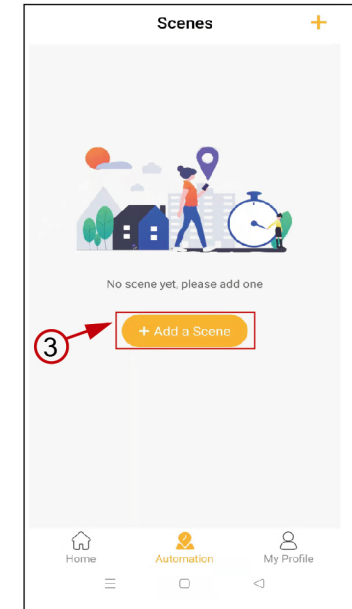 Scenes +
No scene yet, please add one
3
+ Add a Scene
Home Automation My Profile